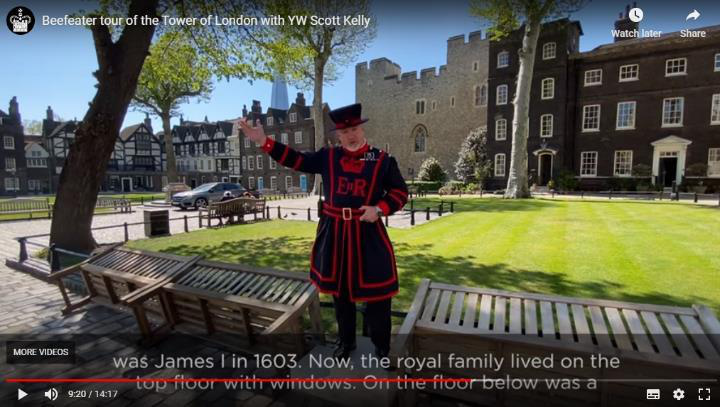 Beefeater tour of the Tower of London with YW Scott Kelly
Watch later
Share
EIIR
MORE VIDEOS
was James I in 1603. Now, the royal family lived on the
top floor with windows. On the floor below was a
9:20 / 14:17